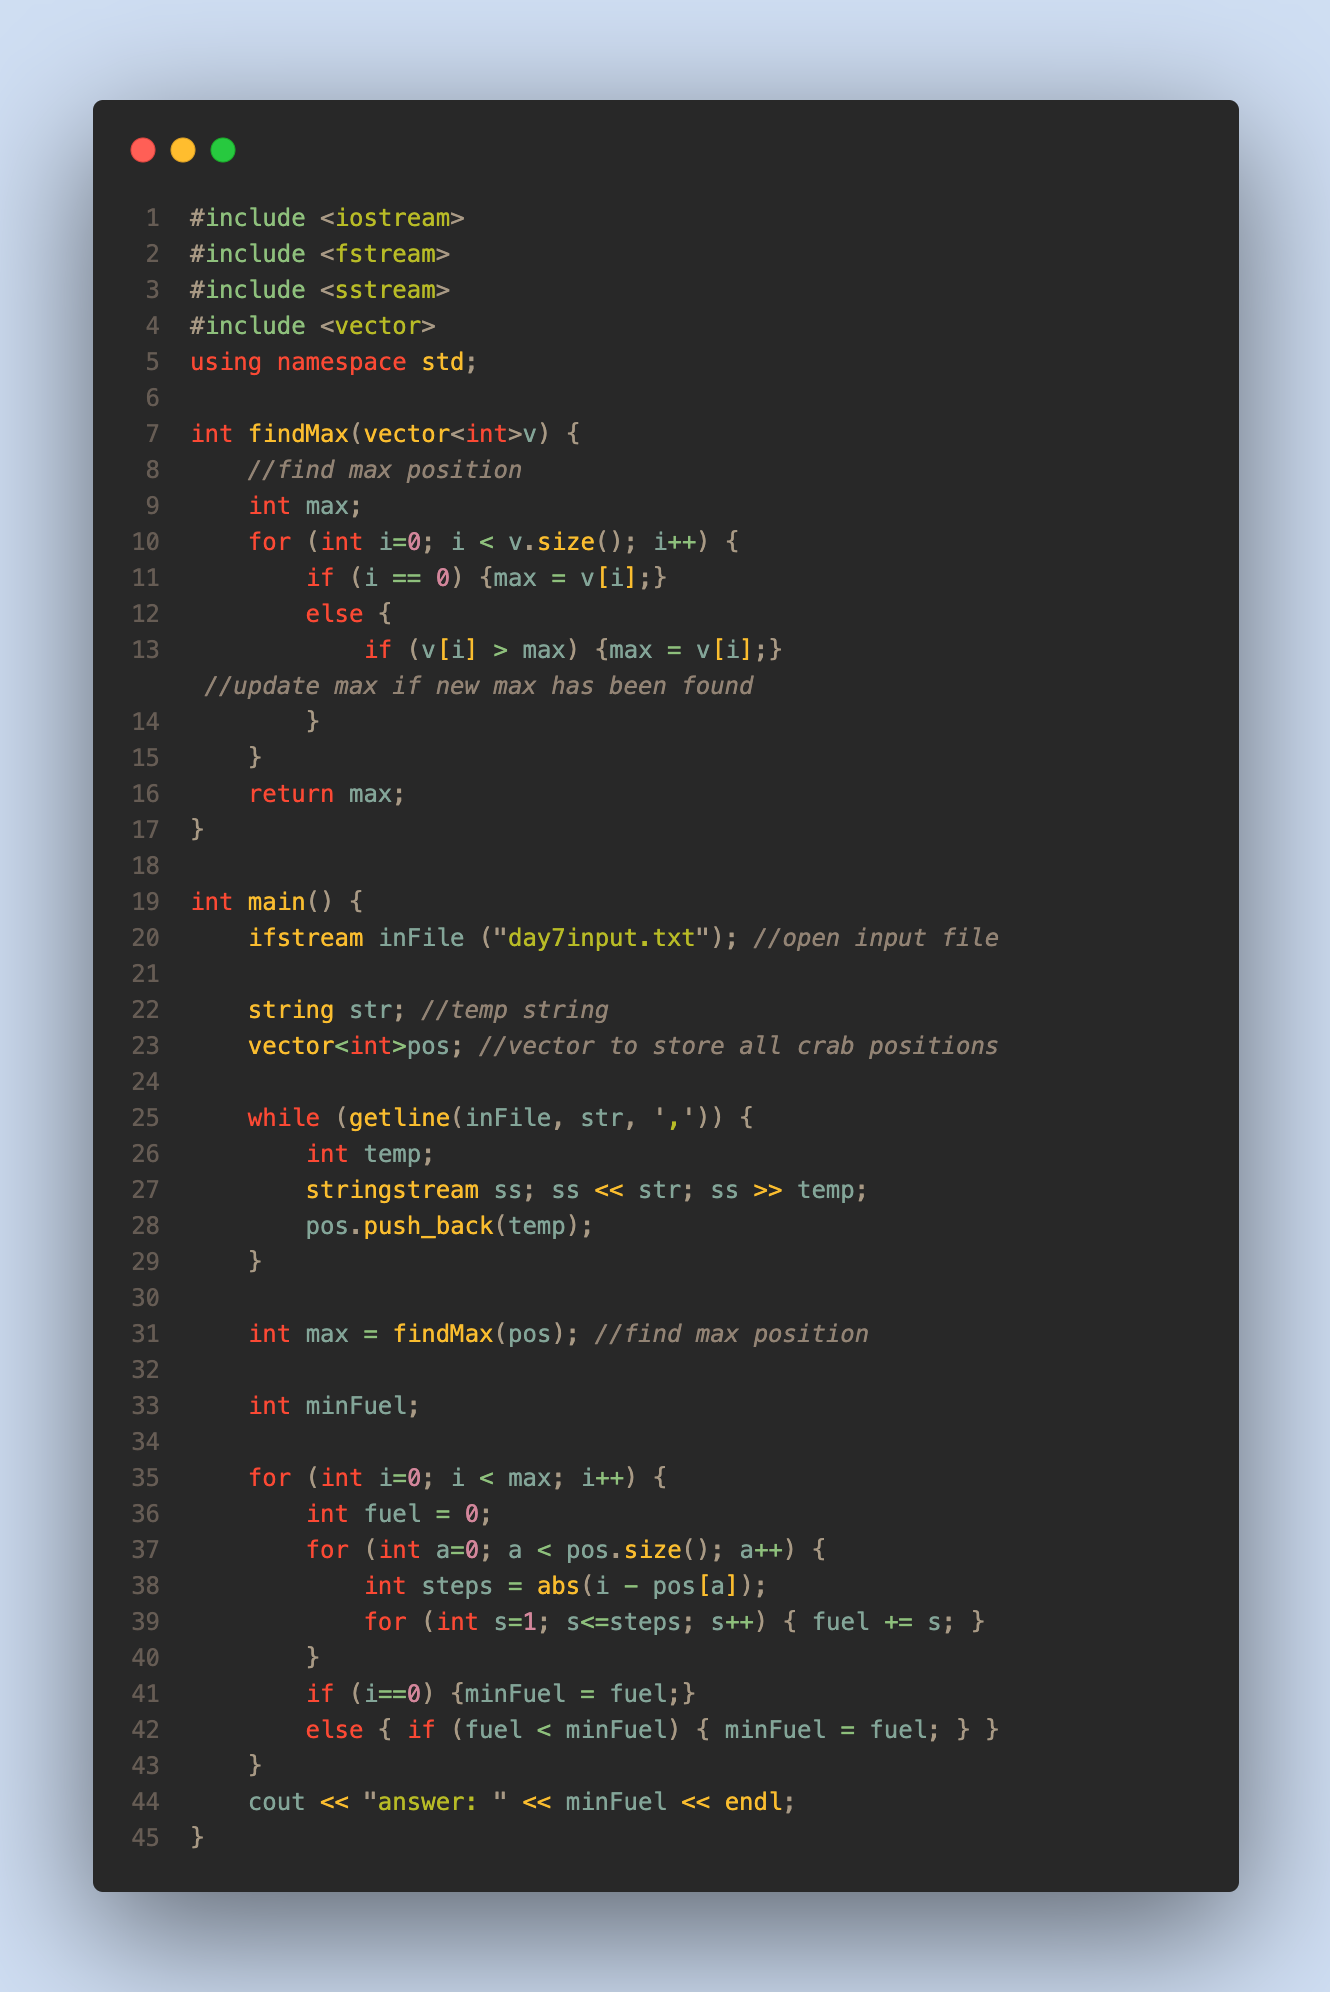 1 #include <iostream>
2 #include <fstream>
3 #include <sstream>
4 #include <vector>
5 using namespace std;
6
7 int findMax(vector<int>v) {
8     //find max position
9     int max;
10     for (int i=0; i < v.size(); i++) {
11         if (i == 0) {max = v[i];}
12         else {
13             if (v[i] > max) {max = v[i];}
 //update max if new max has been found
14         }
15     }
16     return max;
17 }
18
19 int main() {
20     ifstream inFile ("day7input.txt"); //open input file
21
22     string str; //temp string
23     vector<int>pos; //vector to store all crab positions
24
25     while (getline(inFile, str, ',')) {
26         int temp;
27         stringstream ss; ss << str; ss >> temp;
28         pos.push_back(temp);
29     }
30
31     int max = findMax(pos); //find max position
32
33     int minFuel;
34
35     for (int i=0; i < max; i++) {
36         int fuel = 0;
37         for (int a=0; a < pos.size(); a++) {
38             int steps = abs(i - pos[a]);
39             for (int s=1; s<=steps; s++) { fuel += s; }
40         }
41         if (i==0) {minFuel = fuel;}
42         else { if (fuel < minFuel) { minFuel = fuel; } }
43     }
44     cout << "answer: " << minFuel << endl;
45 }